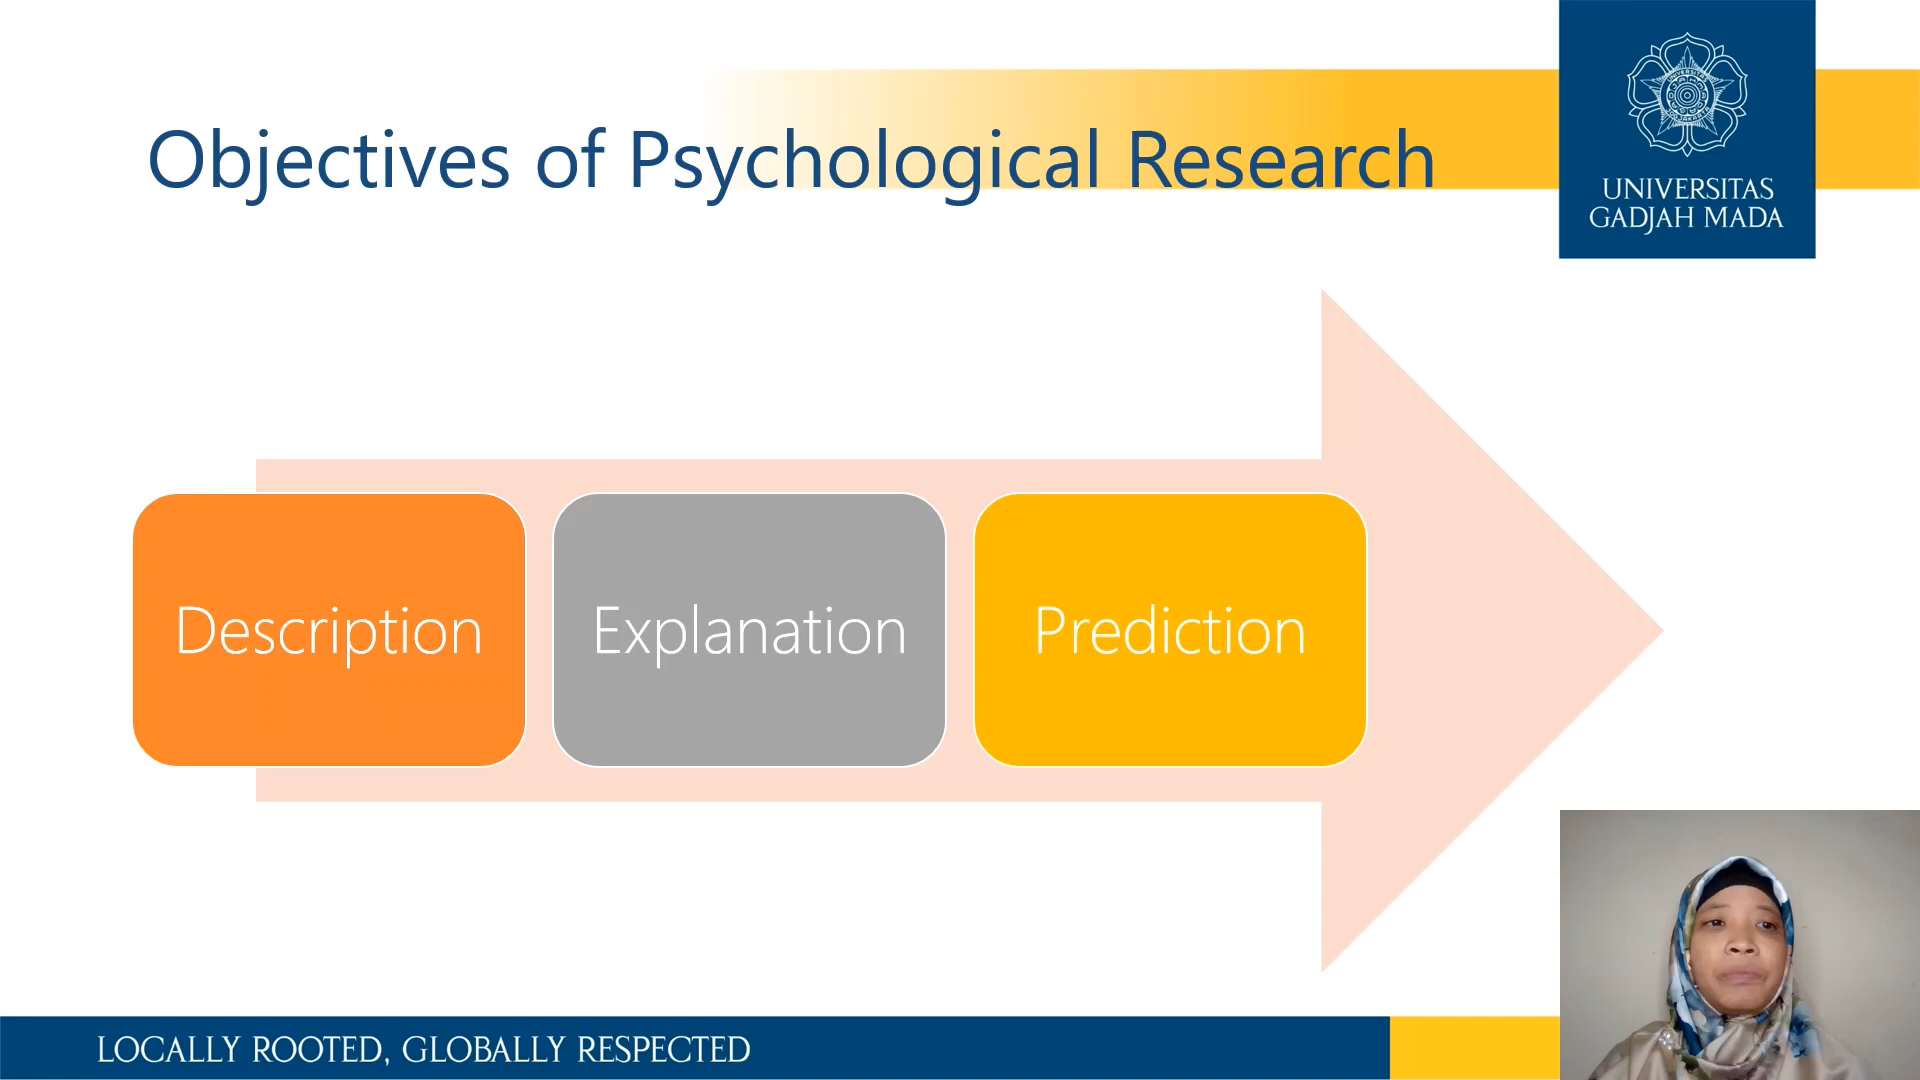 Objectives of Psychological Research
UNIVERSITAS
GADJAH MADA
Description
Explanation
Prediction
LOCALLY ROOTED, GLOBALLY RESPECTED